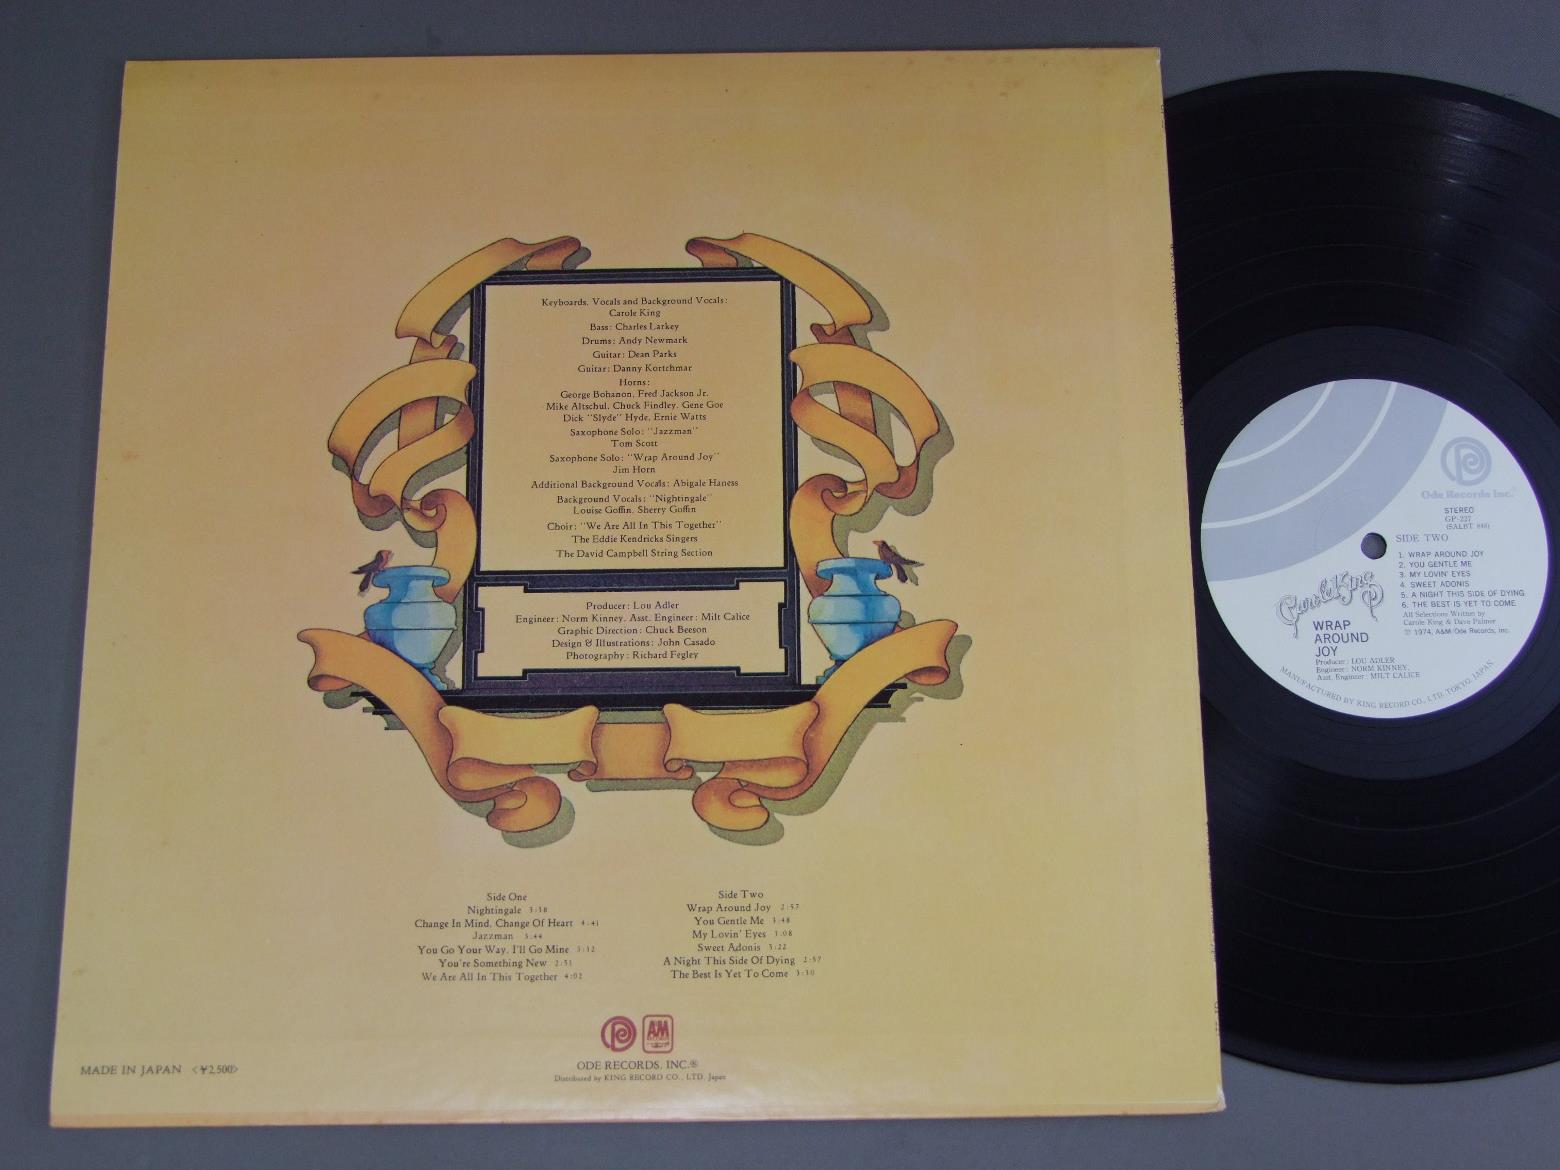 Keyboards, Vocals and Background Vocals:
Carole King
Bass: Charles Larkey
Drums: Andy Newmark
Guitar: Dean Parks
Guitar: Danny Kortchmar
Horns:
George Bohanon, Fred Jackson Jr.
Mike Altschul, Chuck Findley, Gene Goe
Dick "Slyde" Hyde, Ernie Watts
Saxophone Solo: "Jazzman"
Tom Scott
Saxophone Solo: "Wrap Around Joy"
Jim Horn
Additional Background Vocals: Abigale Haness
Background Vocals: "Nightingale"
Louise Goffin, Sherry Goffin
Choir: "We Are All In This Together"
The Eddie Kendricks Singers
The David Campbell String Section
Producer: Lou Adler
Engineer: Norm Kinney, Asst. Engineer: Milt Calice
Graphic Direction: Chuck Beeson
Design & Illustrations: John Casado
Photography: Richard Fegley
Side One
Nightingale 3:38
Change In Mind, Change Of Heart 4:41
Jazzman 3:44
You Go Your Way, I'll Go Mine 3:32
You're Something New 2:51
We Are All In This Together 4:02
Side Two
Wrap Around Joy 2:57
You Gentle Me 3:48
My Lovin' Eyes 3:08
Sweet Adonis 3:22
A Night This Side Of Dying 2:57
The Best Is Yet To Come 3:30
A&M
RECORDS
ODE RECORDS, INC.®
Distributed by KING RECORD CO., LTD. Japan
MADE IN JAPAN <¥2,500>
Ode Records Inc.
STEREO
GP-227
SIDE TWO
1. WRAP AROUND JOY
2. YOU GENTLE ME
3. MY LOVIN' EYES
4. SWEET ADONIS
5. A NIGHT THIS SIDE OF DYING
6. THE BEST IS YET TO COME
All Selections Written by
Carole King & Dave Palmer
℗ 1974, A&M/Ode Records, Inc.
Carole King
WRAP
AROUND
JOY
Producer: LOU ADLER
Engineer: NORM KINNEY,
Asst. Engineer: MILT CALICE
MANUFACTURED BY KING RECORD CO., LTD. TOKYO, JAPAN